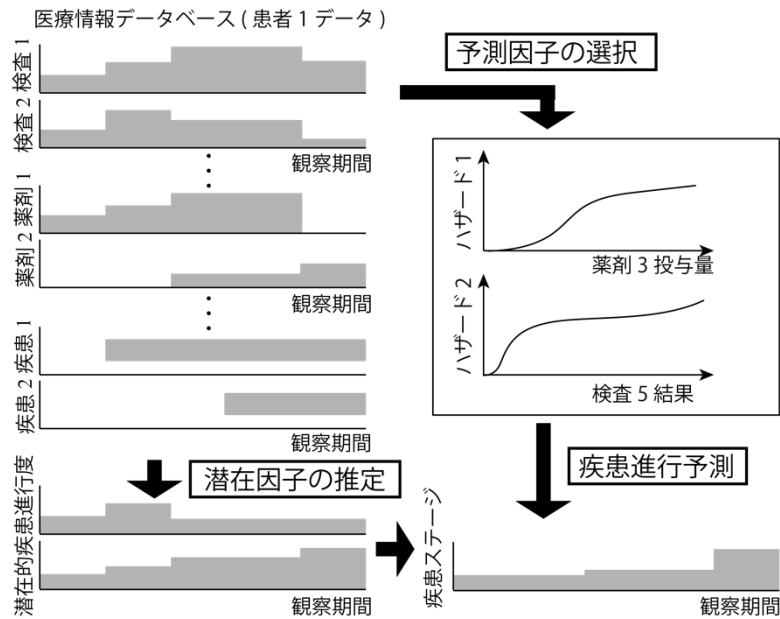 医療情報データベース ( 患者 1 データ )
検査 1
検査 2
観察期間
薬剤 1
薬剤 2
観察期間
疾患 1
疾患 2
観察期間
潜在因子の推定
潜在的疾患進行度
観察期間
予測因子の選択
ハザード 1
薬剤 3 投与量
ハザード 2
検査 5 結果
疾患進行予測
疾患ステージ
観察期間